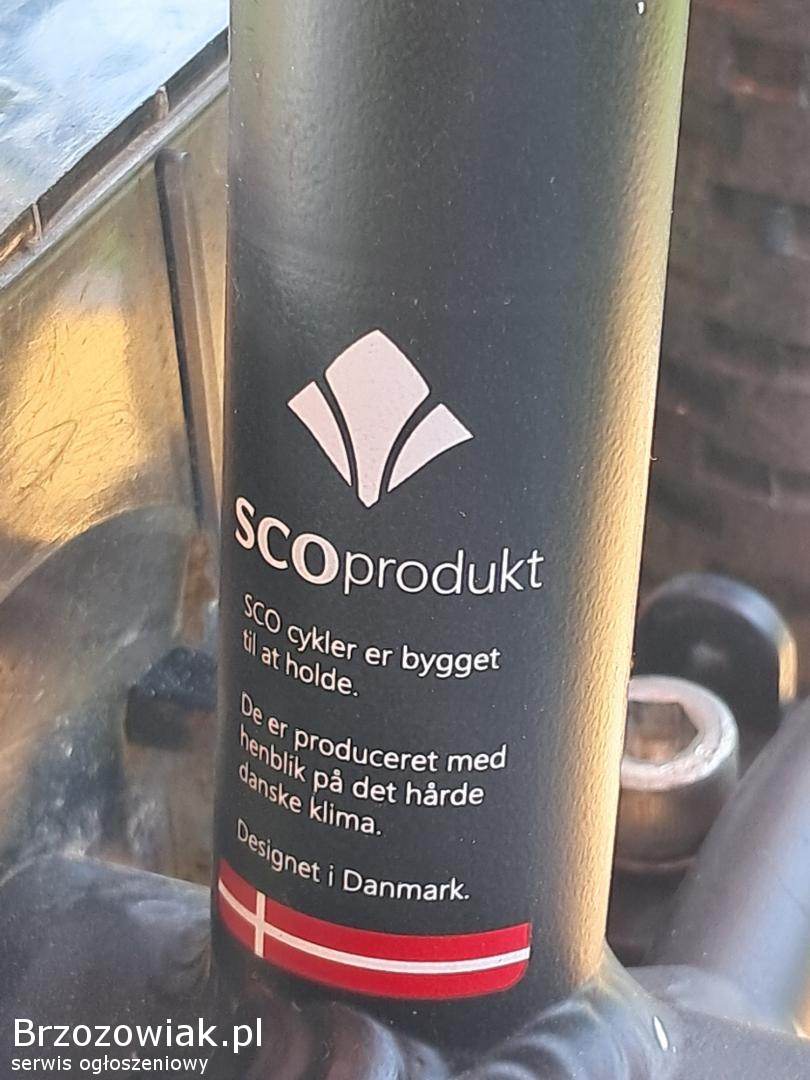 SCOprodukt
SCO cykler er bygget
til at holde.
De er produceret med
henblik på det hårde
danske klima.
Designet i Danmark.
Brzozowiak.pl
serwis ogłoszeniowy